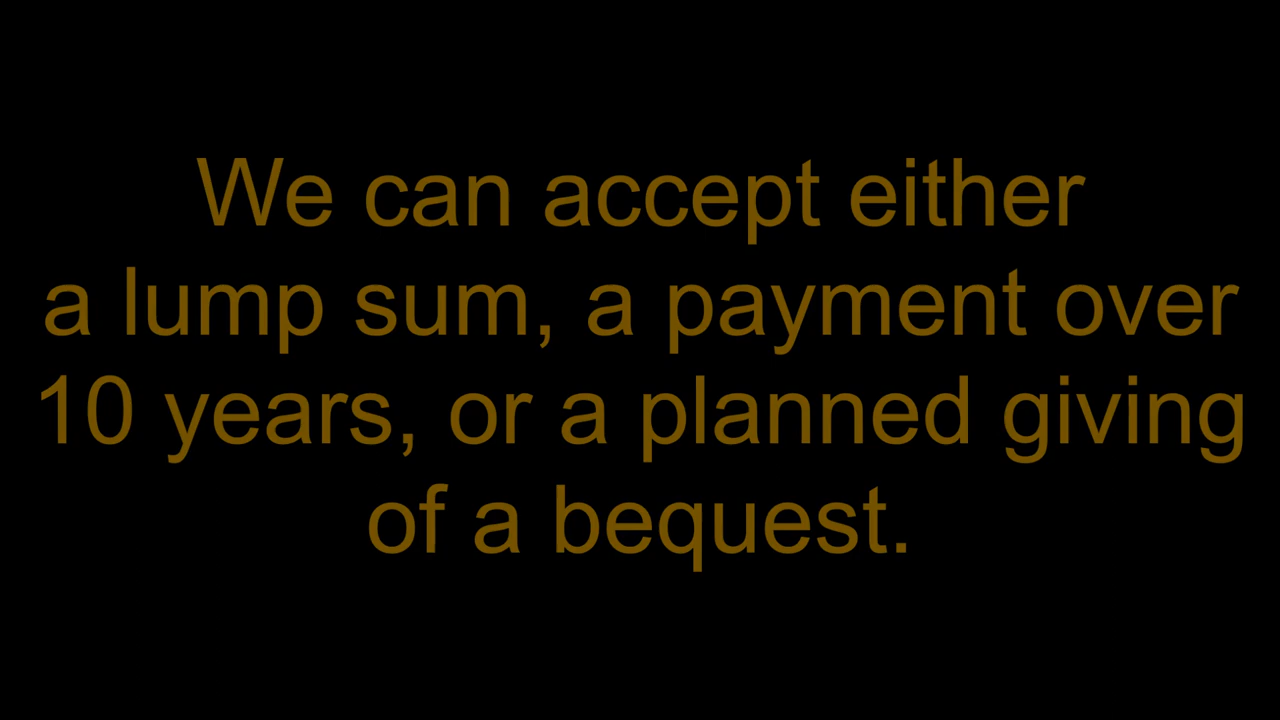 We can accept either
a lump sum, a payment over
10 years, or a planned giving
of a bequest.